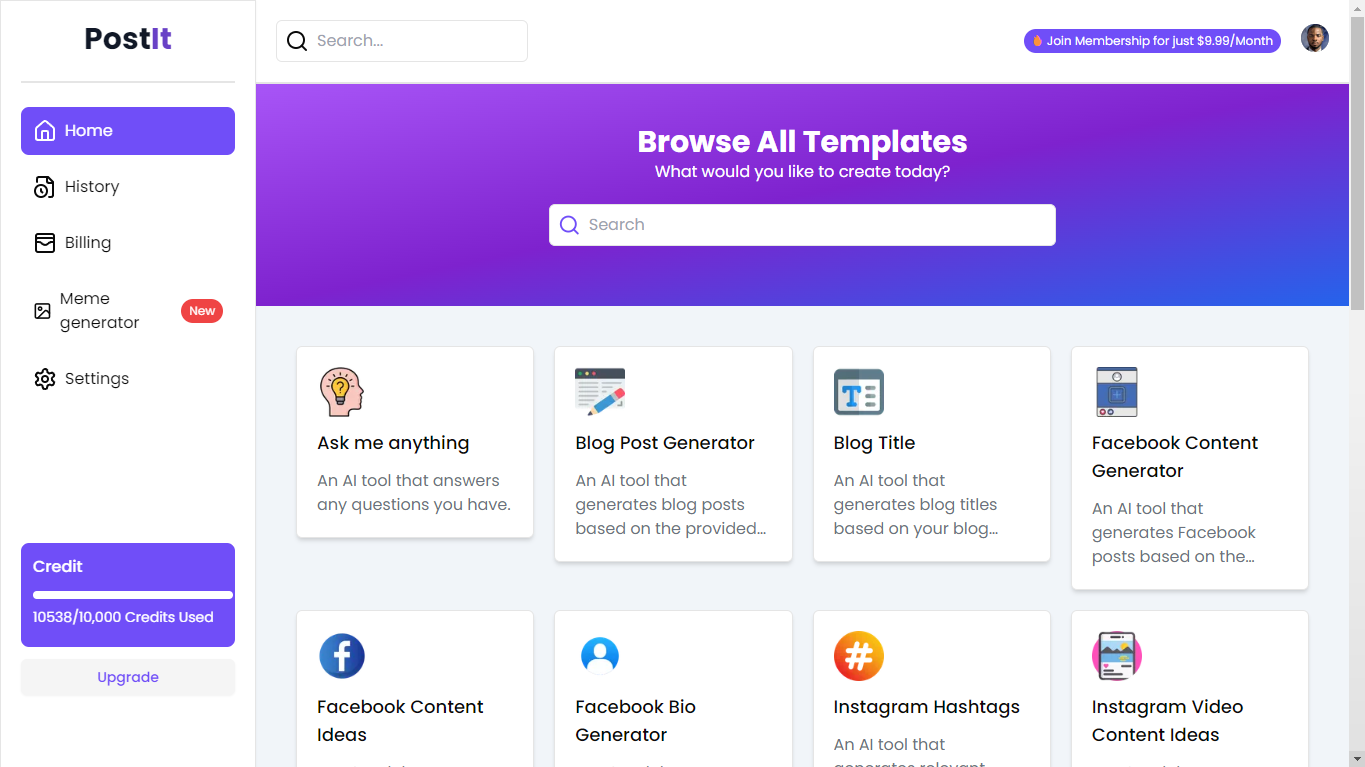 PostIt
Search...
Join Membership for just $9.99/Month
Home
History
Billing
Meme
generator
New
Settings
Credit
10538/10,000 Credits Used
Upgrade
Browse All Templates
What would you like to create today?
Search
Ask me anything
An AI tool that answers
any questions you have.
Blog Post Generator
An AI tool that
generates blog posts
based on the provided...
Blog Title
An AI tool that
generates blog titles
based on your blog...
Facebook Content
Generator
An AI tool that
generates Facebook
posts based on the...
Facebook Content
Ideas
Facebook Bio
Generator
Instagram Hashtags
An AI tool that
generates relevant
Instagram Video
Content Ideas